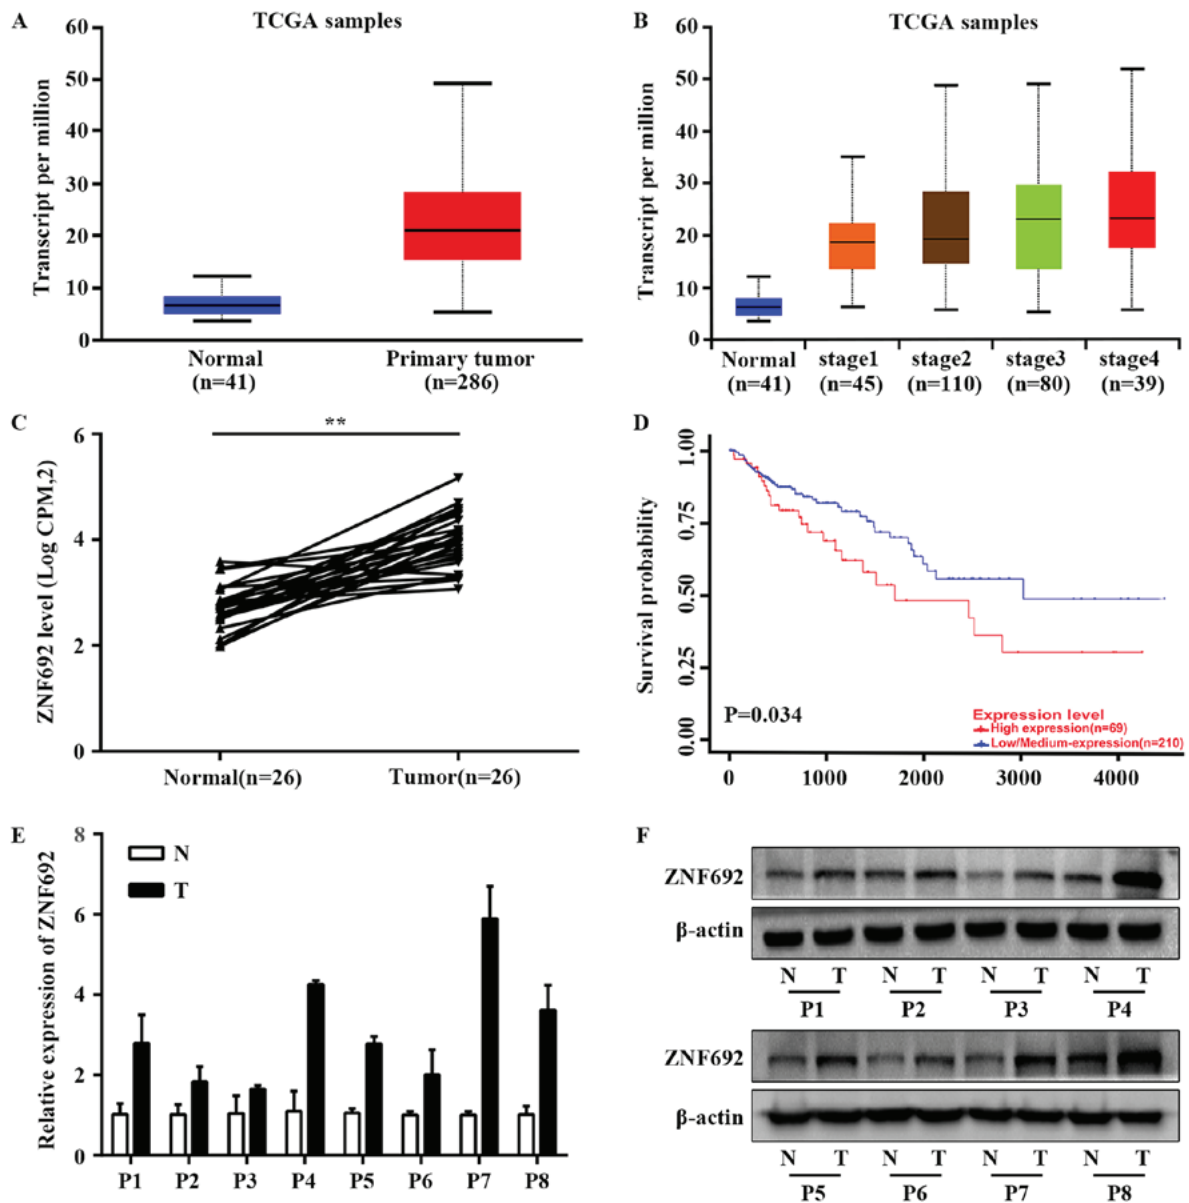 A
TCGA samples
Transcript per million
60
50
40
30
20
10
0
Normal
(n=41)
Primary tumor
(n=286)
B
TCGA samples
Transcript per million
60
50
40
30
20
10
0
Normal
(n=41)
stage1
(n=45)
stage2
(n=110)
stage3
(n=80)
stage4
(n=39)
C
**
ZNF692 level (Log CPM,2)
6
4
2
0
Normal(n=26)
Tumor(n=26)
D
Survival probability
1.00
0.75
0.50
0.25
0.00
P=0.034
Expression level
High expression(n=69)
Low/Medium-expression(n=210)
0
1000
2000
3000
4000
E
Relative expression of ZNF692
8
6
4
2
0
N
T
P1
P2
P3
P4
P5
P6
P7
P8
F
ZNF692
β-actin
N T N T N T N T
P1 P2 P3 P4
ZNF692
β-actin
N T N T N T N T
P5 P6 P7 P8